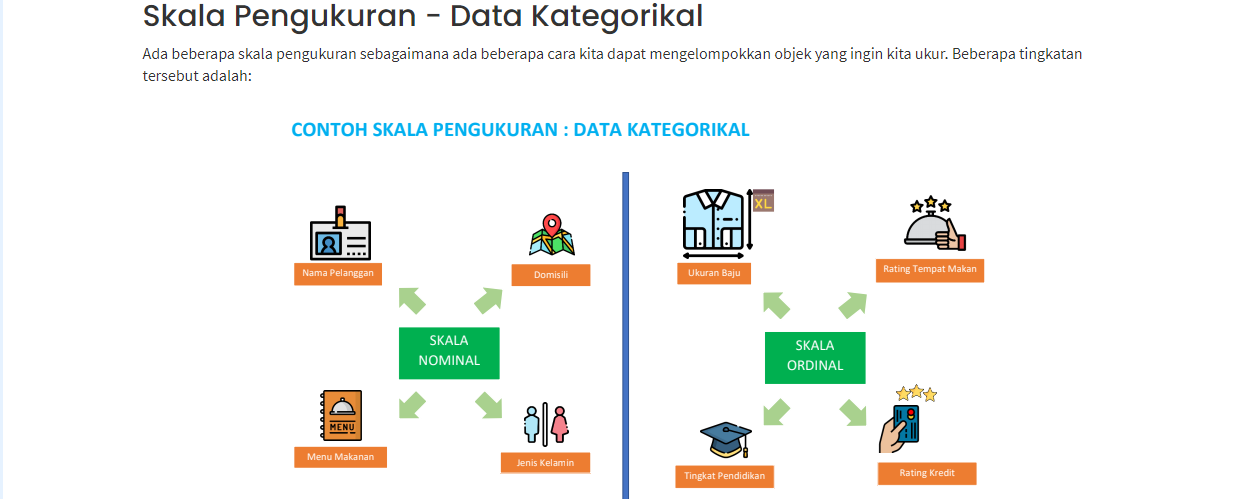 Skala Pengukuran - Data Kategorikal
Ada beberapa skala pengukuran sebagaimana ada beberapa cara kita dapat mengelompokkan objek yang ingin kita ukur. Beberapa tingkatan
tersebut adalah:
CONTOH SKALA PENGUKURAN : DATA KATEGORIKAL
Nama Pelanggan
Domisili
SKALA
NOMINAL
MENU
Menu Makanan
Jenis Kelamin
XL
Ukuran Baju
Rating Tempat Makan
SKALA
ORDINAL
Tingkat Pendidikan
Rating Kredit